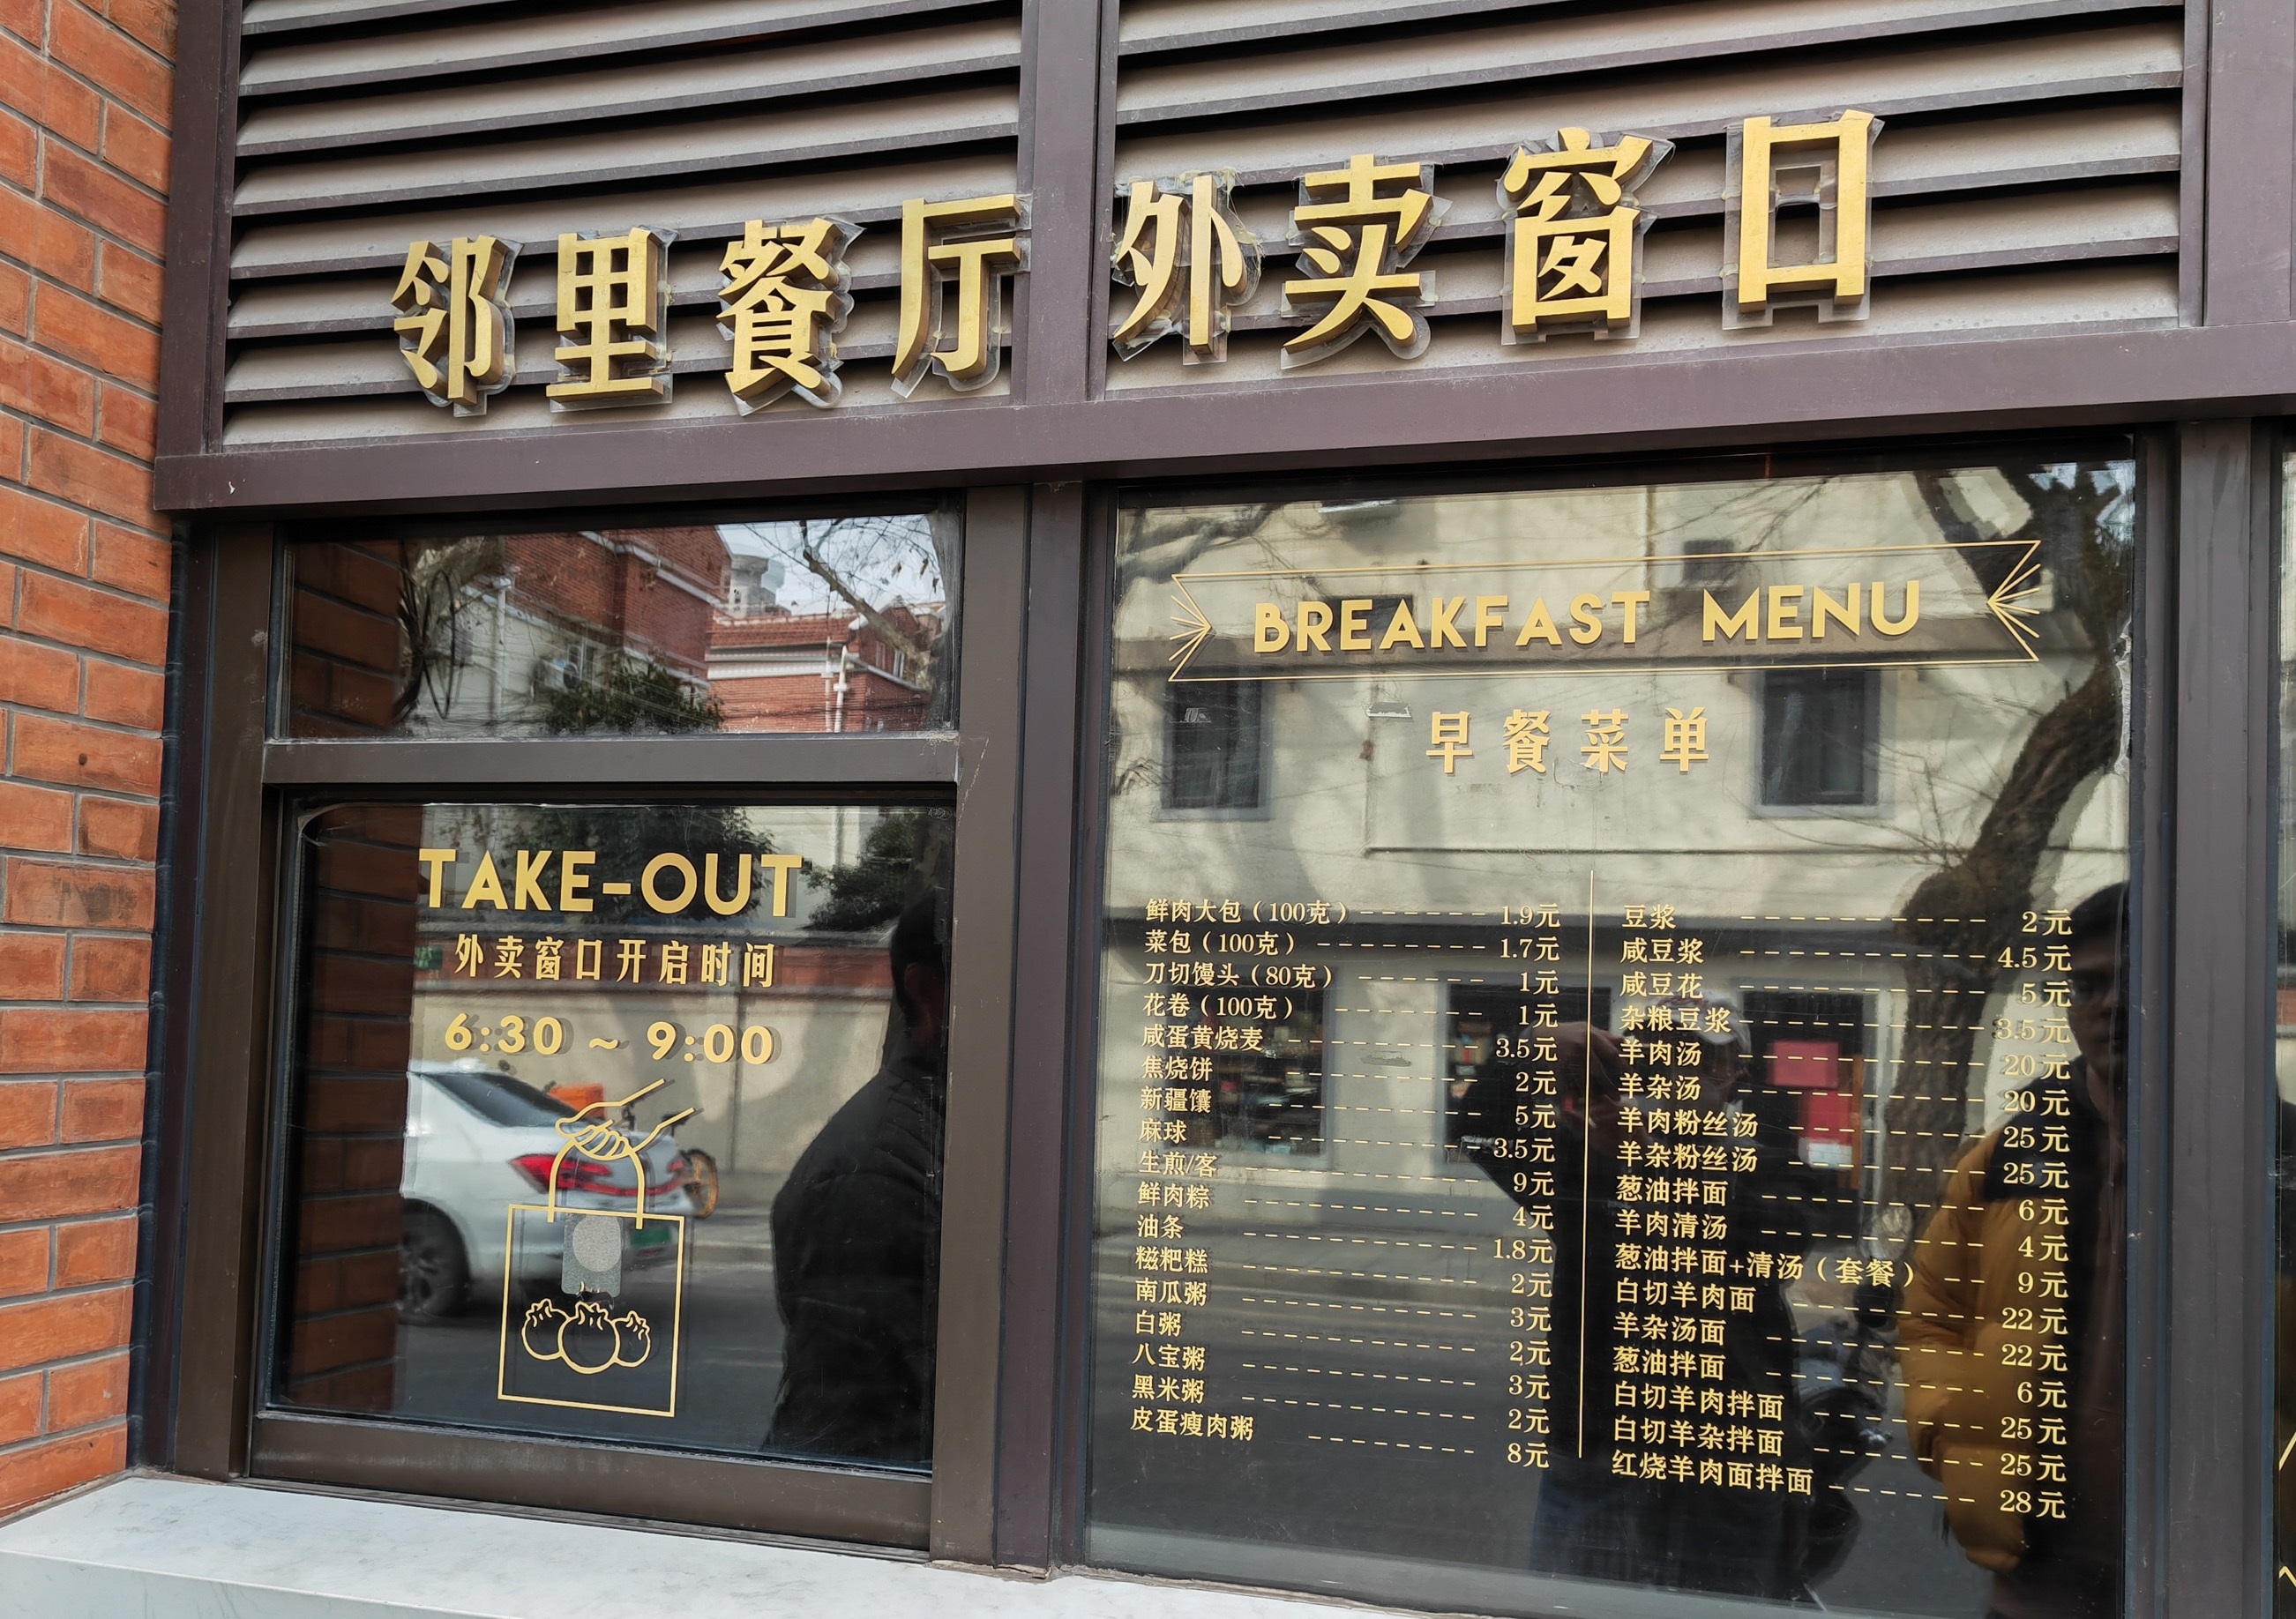 邻里餐厅 外卖窗口
TAKE-OUT
外卖窗口开启时间
6:30 ~ 9:00
BREAKFAST MENU
早餐菜单
鲜肉大包（100克） 1.9元
菜包（100克） 1.7元
刀切馒头（80克） 1元
花卷（100克） 1元
咸蛋黄烧麦 3.5元
焦烧饼 2元
新疆馕 5元
麻球 3.5元
生煎/客 9元
鲜肉粽 4元
油条 1.8元
糍粑糕 2元
南瓜粥 3元
白粥 2元
八宝粥 3元
黑米粥 2元
皮蛋瘦肉粥 8元
豆浆 2元
咸豆浆 4.5元
咸豆花 5元
杂粮豆浆 3.5元
羊肉汤 20元
羊杂汤 20元
羊肉粉丝汤 25元
羊杂粉丝汤 25元
葱油拌面 6元
羊肉清汤 4元
葱油拌面+清汤（套餐） 9元
白切羊肉面 22元
羊杂汤面 22元
葱油拌面 6元
白切羊肉拌面 25元
白切羊杂拌面 25元
红烧羊肉面拌面 28元